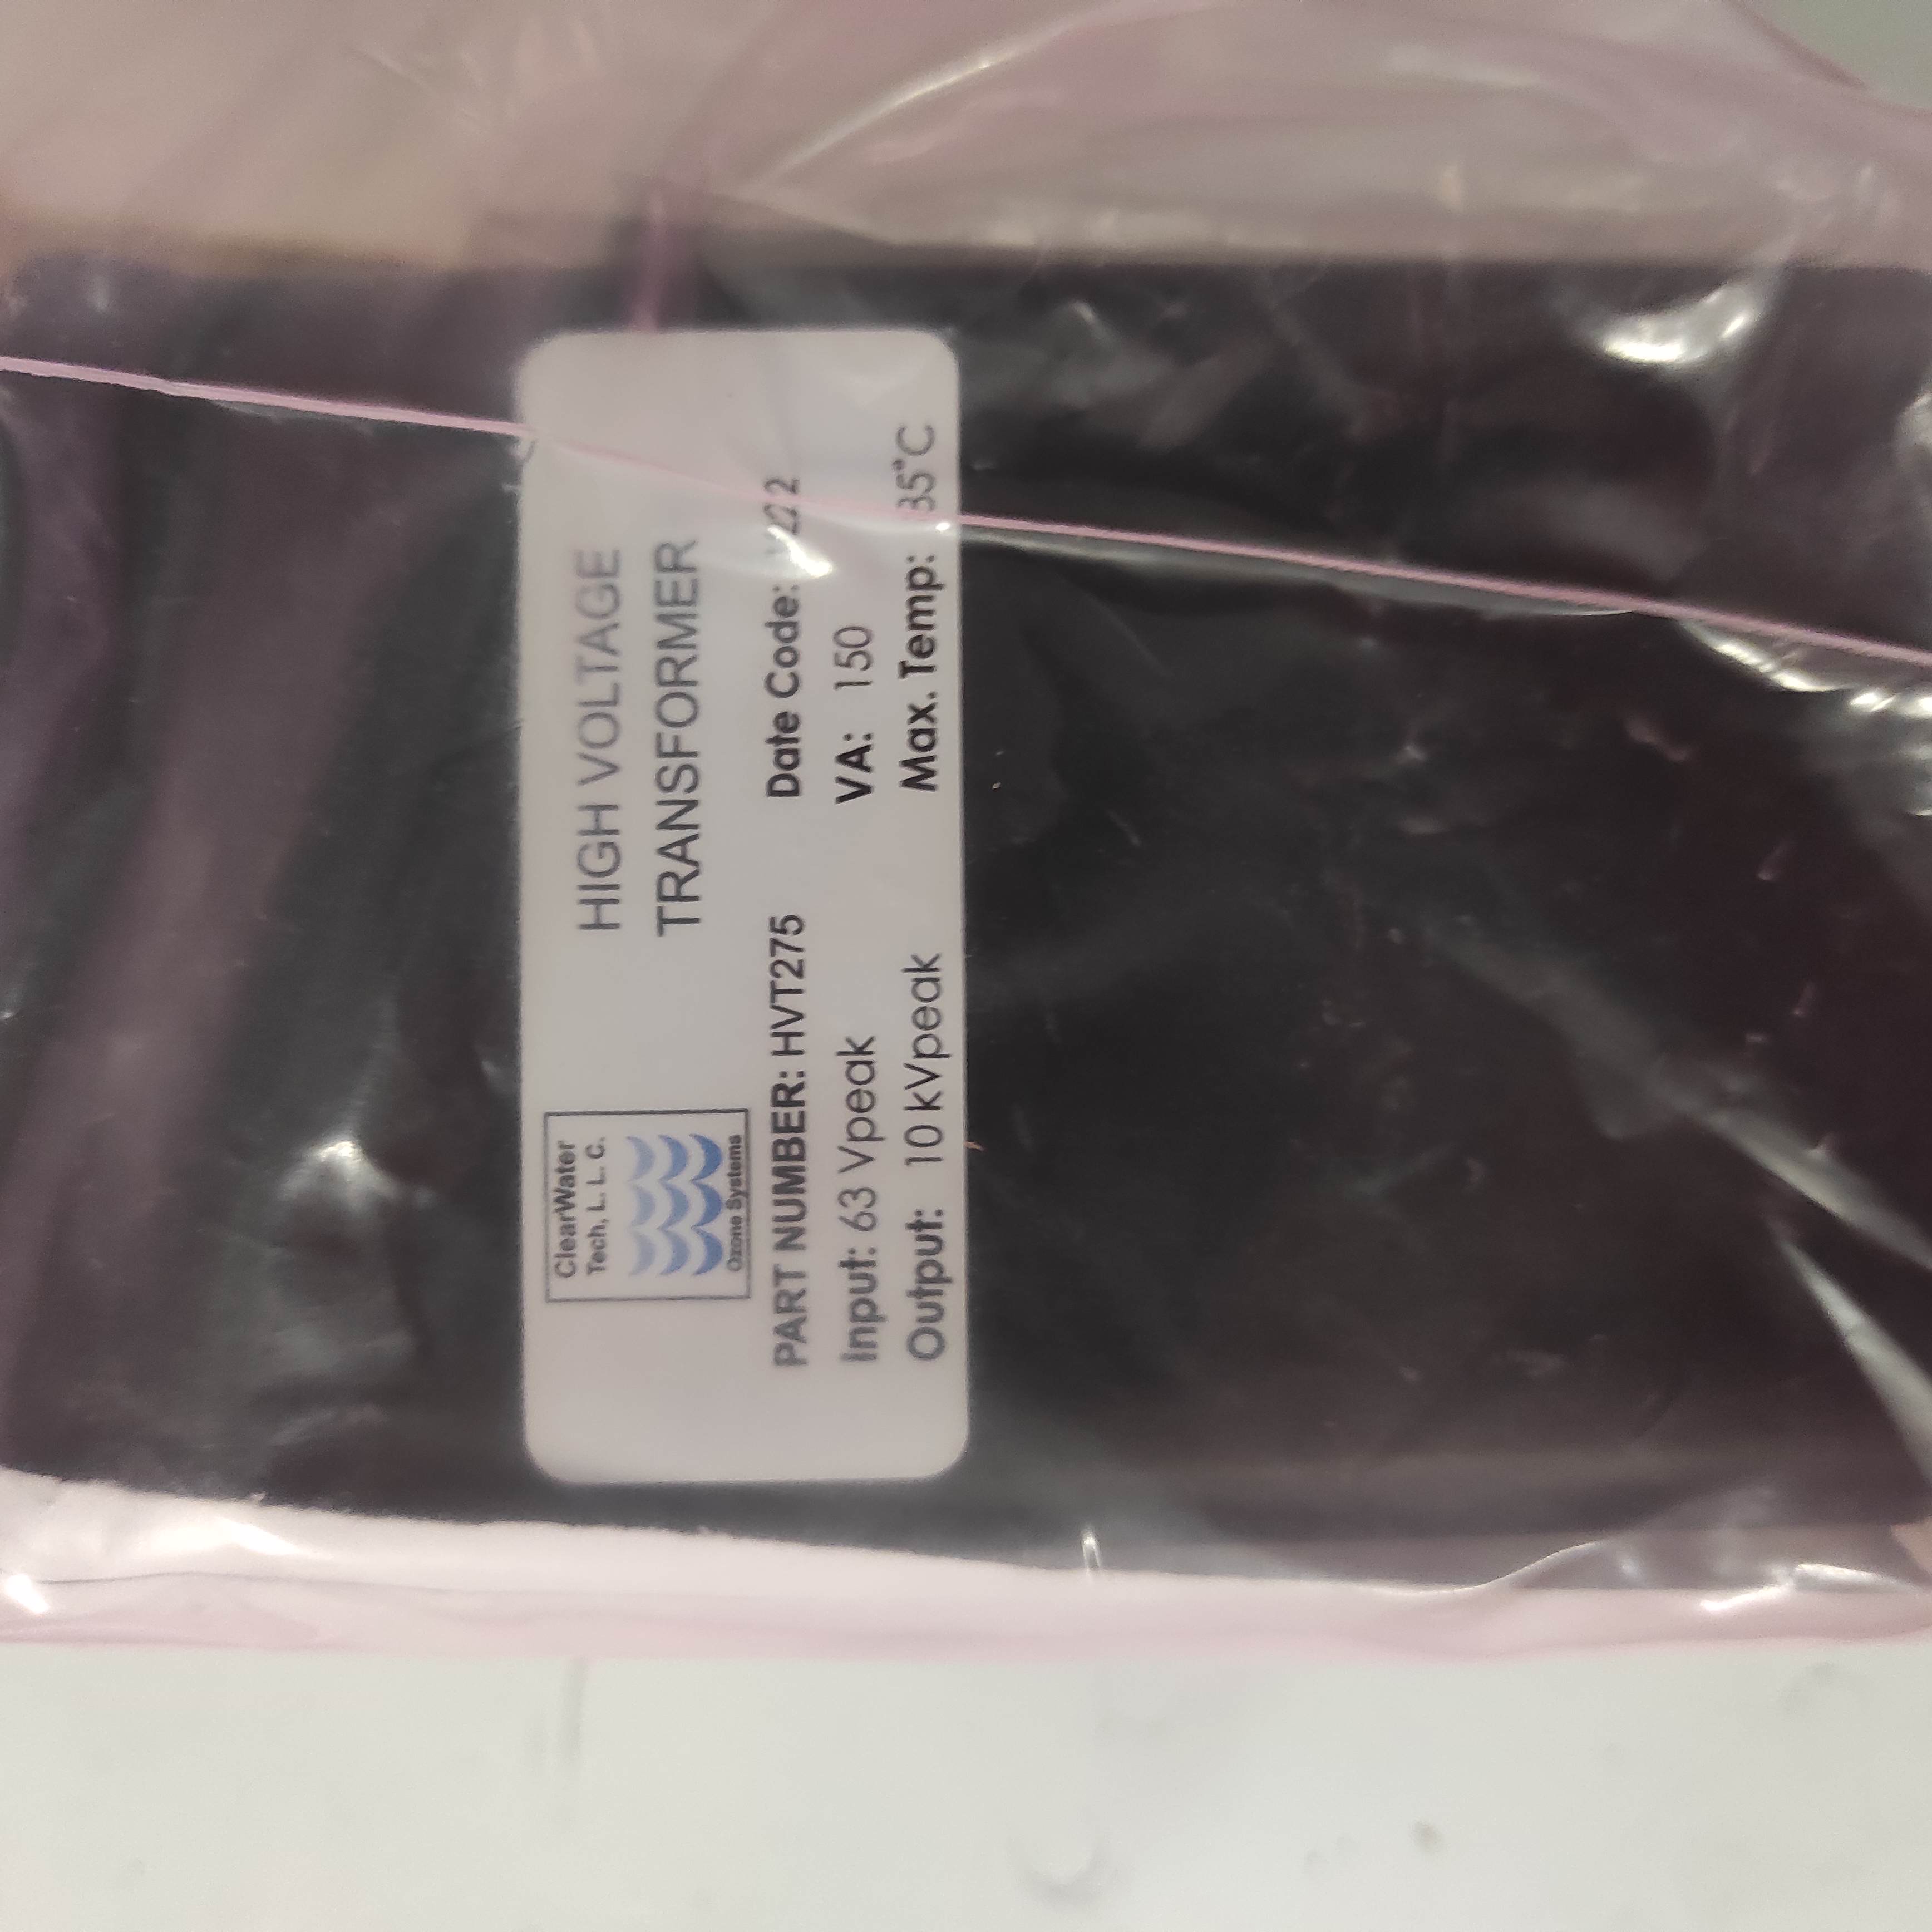 ClearWater
Tech, L. L. C.
Ozone Systems
HIGH VOLTAGE
TRANSFORMER
PART NUMBER: HVT275 Date Code:
Input: 63 Vpeak VA: 150
Output: 10 kVpeak Max. Temp: